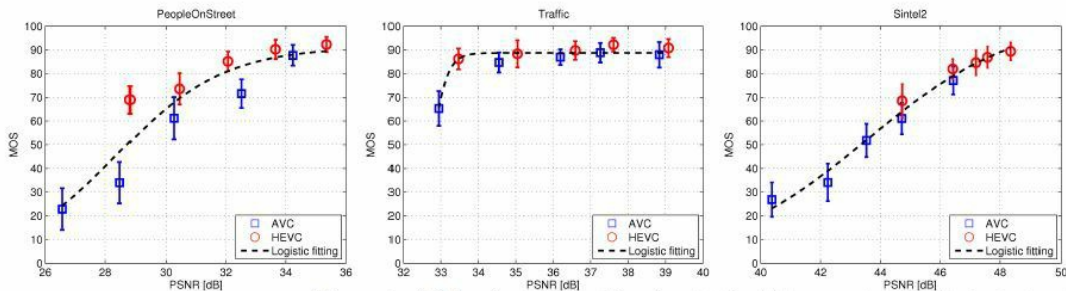 PeopleOnStreet
100
90
80
70
60
50
40
30
20
10
0
MOS
26 28 30 32 34 36
PSNR [dB]
AVC
HEVC
Logistic fitting
Traffic
100
90
80
70
60
50
40
30
20
10
0
MOS
32 33 34 35 36 37 38 39 40
PSNR [dB]
AVC
HEVC
Logistic fitting
Sintel2
100
90
80
70
60
50
40
30
20
10
0
MOS
40 42 44 46 48 50
PSNR [dB]
AVC
HEVC
Logistic fitting